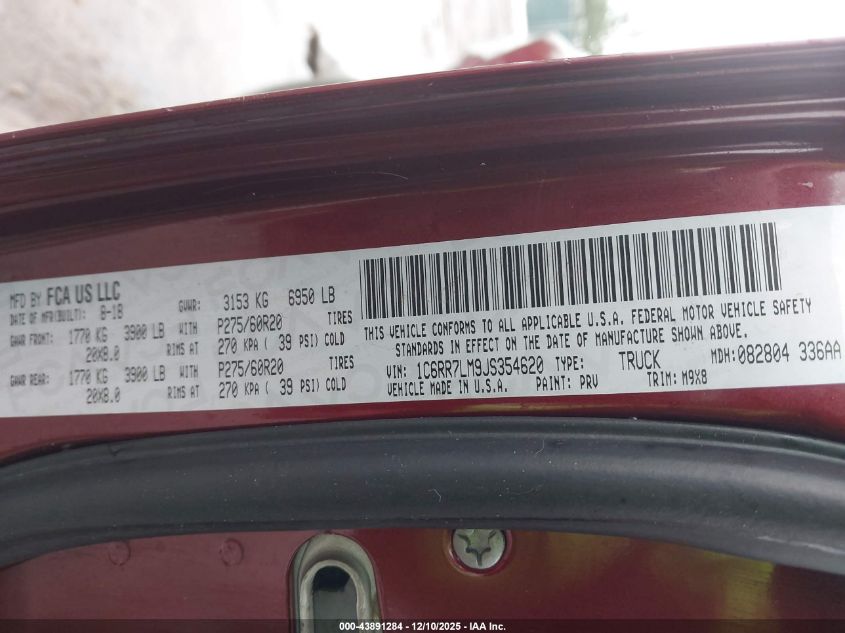 MFD BY FCA US LLC
DATE OF MFR(BUILT): 8-18 GVWR: 3153 KG 6950 LB
GAWR FRONT: 1770 KG 3900 LB WITH P275/60R20 TIRES
20X8.0 RIMS AT 270 KPA ( 39 PSI) COLD
GAWR REAR: 1770 KG 3900 LB WITH P275/60R20 TIRES
20X8.0 RIMS AT 270 KPA ( 39 PSI) COLD
THIS VEHICLE CONFORMS TO ALL APPLICABLE U.S.A. FEDERAL MOTOR VEHICLE SAFETY
STANDARDS IN EFFECT ON THE DATE OF MANUFACTURE SHOWN ABOVE.
VIN: 1C6RR7LM9JS354620 TYPE: TRUCK MDH: 082804 336AA
VEHICLE MADE IN U.S.A. PAINT: PRV TRIM: M9X8
000-43891284 - 12/10/2025 - IAA Inc.